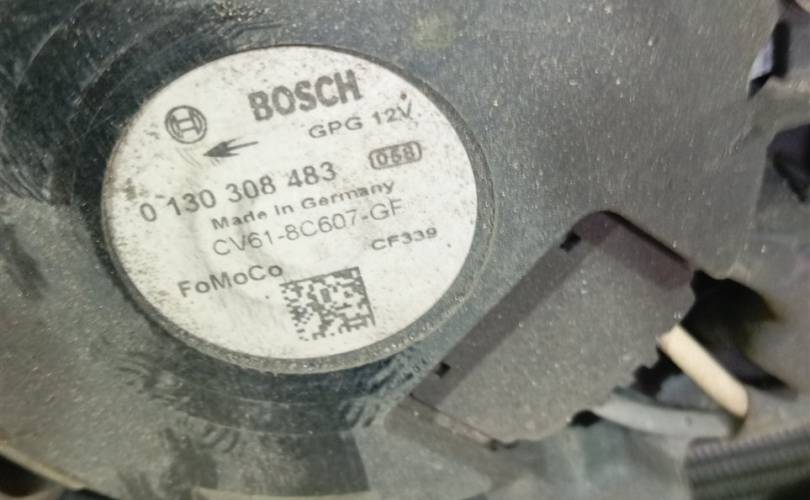 BOSCH
GPG 12V
058
0 130 308 483
Made in Germany
CV61-8C607-GF
CF339
FoMoCo